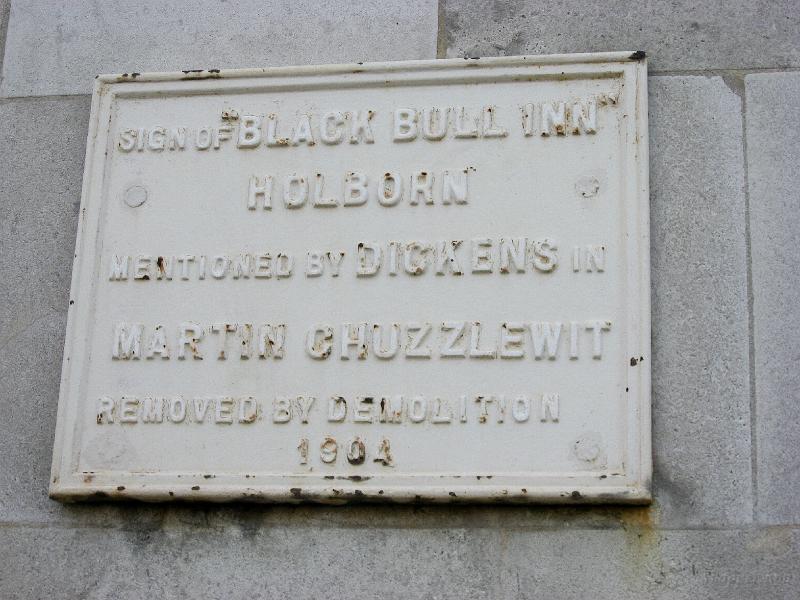 SIGN OF "BLACK BULL INN"
HOLBORN
MENTIONED BY DICKENS IN
MARTIN CHUZZLEWIT
REMOVED BY DEMOLITION
1904